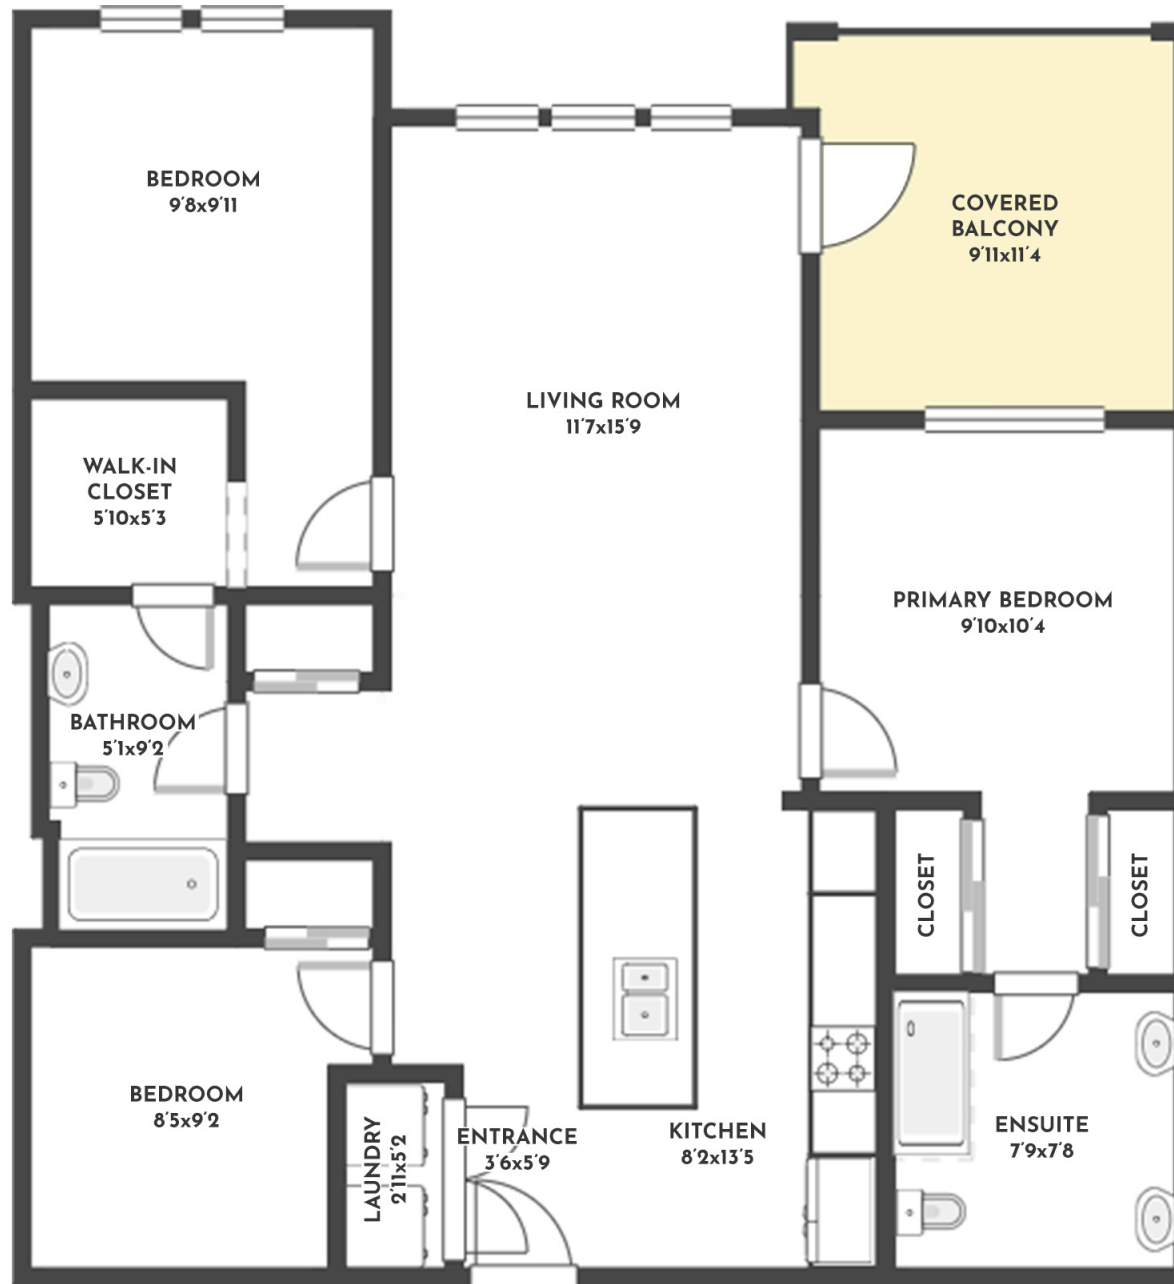 BEDROOM
9'8x9'11
COVERED
BALCONY
9'11x11'4
LIVING ROOM
11'7x15'9
WALK-IN
CLOSET
5'10x5'3
PRIMARY BEDROOM
9'10x10'4
BATHROOM
5'1x9'2
CLOSET
CLOSET
BEDROOM
8'5x9'2
LAUNDRY
2'11x5'2
ENTRANCE
3'6x5'9
KITCHEN
8'2x13'5
ENSUITE
7'9x7'8